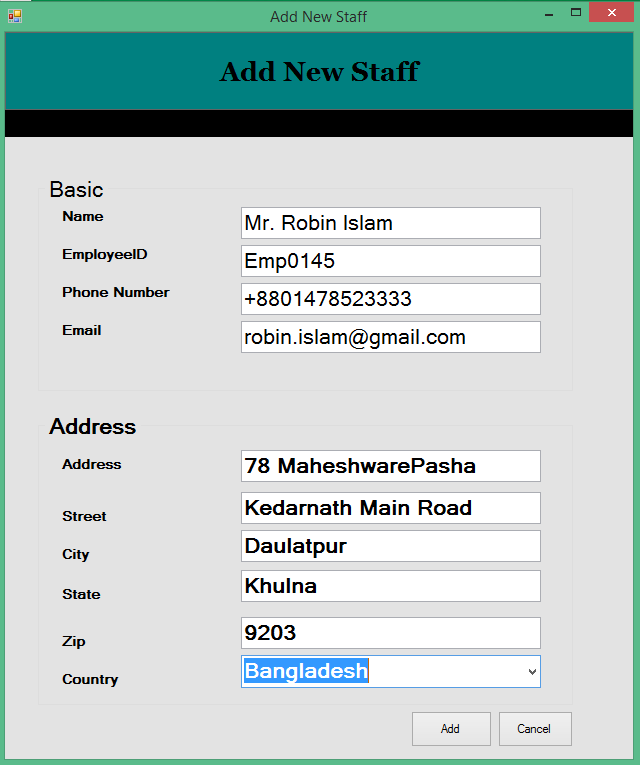 Add New Staff
Add New Staff
Basic
Name Mr. Robin Islam
EmployeeID Emp0145
Phone Number +8801478523333
Email robin.islam@gmail.com
Address
Address 78 MaheshwarePasha
Street Kedarnath Main Road
City Daulatpur
State Khulna
Zip 9203
Country Bangladesh
Add Cancel